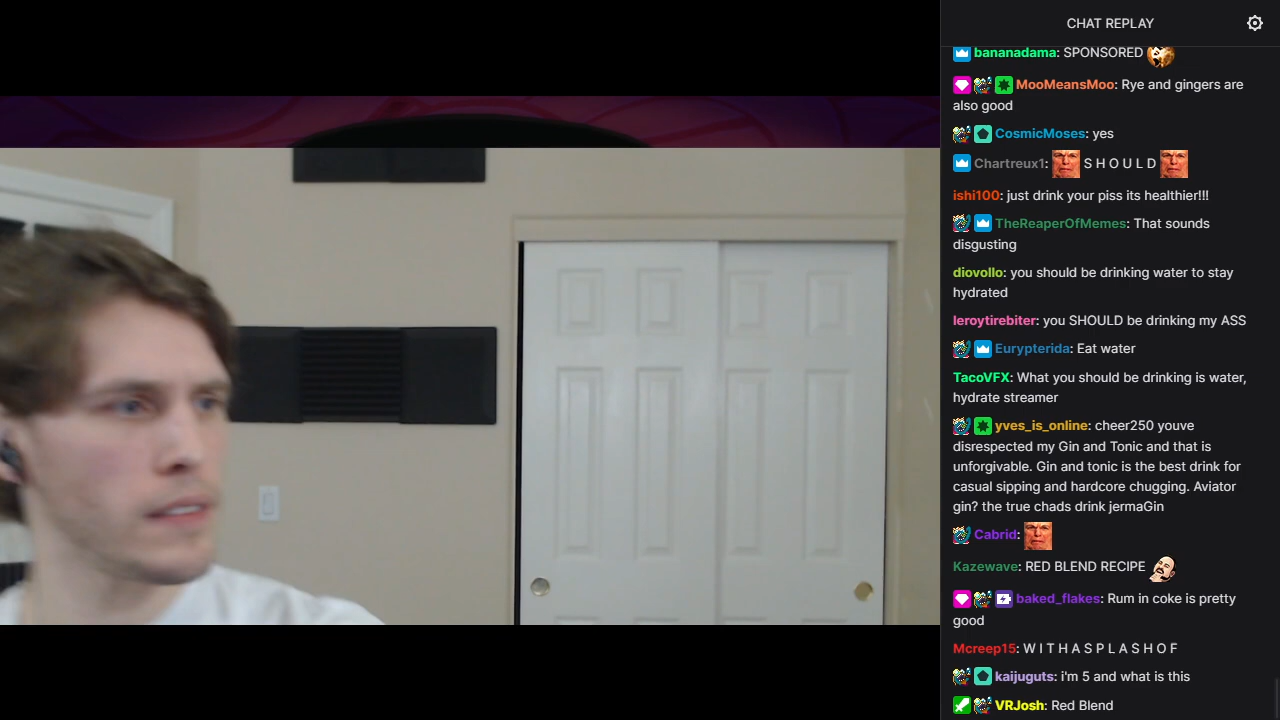 CHAT REPLAY
bananadama: SPONSORED
MooMeansMoo: Rye and gingers are
also good
CosmicMoses: yes
Chartreux1: S H O U L D
ishi100: just drink your piss its healthier!!!
TheReaperOfMemes: That sounds
disgusting
diovollo: you should be drinking water to stay
hydrated
leroytirebiter: you SHOULD be drinking my ASS
Eurypterida: Eat water
TacoVFX: What you should be drinking is water,
hydrate streamer
yves_is_online: cheer250 youve
disrespected my Gin and Tonic and that is
unforgivable. Gin and tonic is the best drink for
casual sipping and hardcore chugging. Aviator
gin? the true chads drink jermaGin
Cabrid:
Kazewave: RED BLEND RECIPE
baked_flakes: Rum in coke is pretty
good
Mcreep15: W I T H A S P L A S H O F
kaijuguts: i'm 5 and what is this
VRJosh: Red Blend